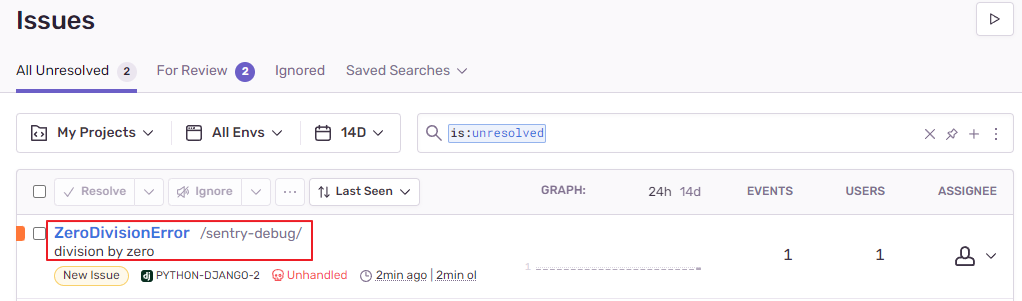 Issues
All Unresolved 2 For Review 2 Ignored Saved Searches
My Projects All Envs 14D is:unresolved
Resolve Ignore Last Seen GRAPH: 24h 14d EVENTS USERS ASSIGNEE
ZeroDivisionError /sentry-debug/
division by zero
1 1 1
New Issue dj PYTHON-DJANGO-2 Unhandled 2min ago | 2min ol